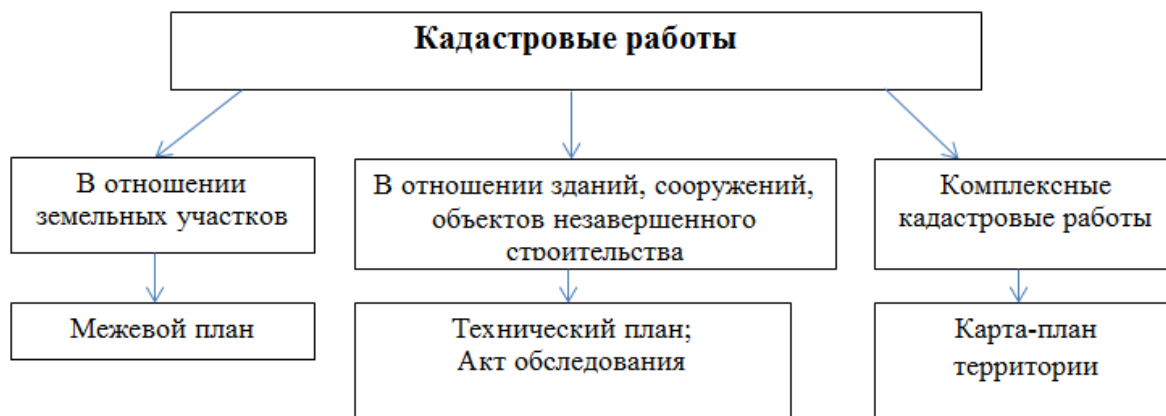 Кадастровые работы
В отношении
земельных участков
В отношении зданий, сооружений,
объектов незавершенного
строительства
Комплексные
кадастровые работы
Межевой план
Технический план;
Акт обследования
Карта-план
территории